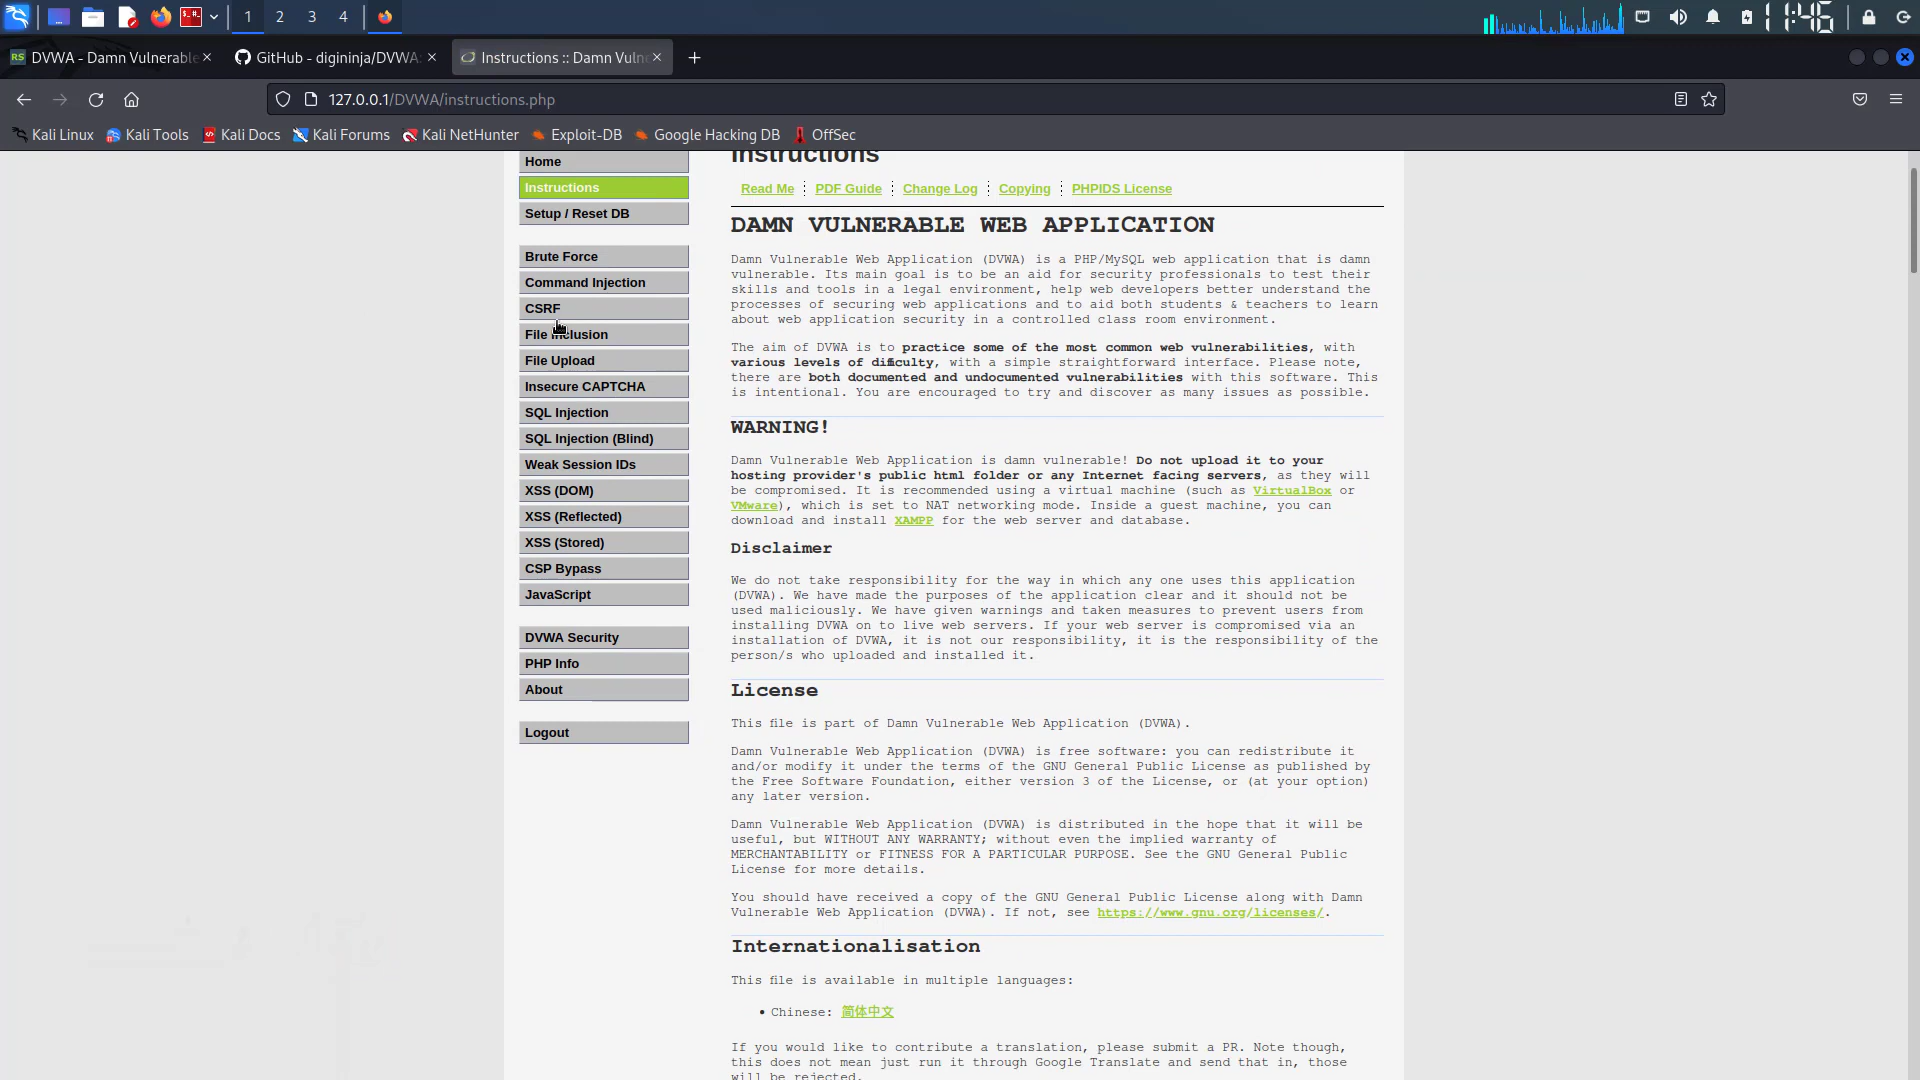 1 2 3 4 11:46
DVWA - Damn Vulnerable GitHub - digininja/DVWA: Instructions :: Damn Vuln
127.0.0.1/DVWA/instructions.php
Kali Linux Kali Tools Kali Docs Kali Forums Kali NetHunter Exploit-DB Google Hacking DB OffSec
Home
Instructions
Setup / Reset DB
Brute Force
Command Injection
CSRF
File Inclusion
File Upload
Insecure CAPTCHA
SQL Injection
SQL Injection (Blind)
Weak Session IDs
XSS (DOM)
XSS (Reflected)
XSS (Stored)
CSP Bypass
JavaScript
DVWA Security
PHP Info
About
Logout
Instructions
Read Me PDF Guide Change Log Copying PHPIDS License
DAMN VULNERABLE WEB APPLICATION
Damn Vulnerable Web Application (DVWA) is a PHP/MySQL web application that is damn
vulnerable. Its main goal is to be an aid for security professionals to test their
skills and tools in a legal environment, help web developers better understand the
processes of securing web applications and to aid both students & teachers to learn
about web application security in a controlled class room environment.
The aim of DVWA is to practice some of the most common web vulnerabilities, with
various levels of difficulty, with a simple straightforward interface. Please note,
there are both documented and undocumented vulnerabilities with this software. This
is intentional. You are encouraged to try and discover as many issues as possible.
WARNING!
Damn Vulnerable Web Application is damn vulnerable! Do not upload it to your
hosting provider's public html folder or any Internet facing servers, as they will
be compromised. It is recommended using a virtual machine (such as VirtualBox or
VMware), which is set to NAT networking mode. Inside a guest machine, you can
download and install XAMPP for the web server and database.
Disclaimer
We do not take responsibility for the way in which any one uses this application
(DVWA). We have made the purposes of the application clear and it should not be
used maliciously. We have given warnings and taken measures to prevent users from
installing DVWA on to live web servers. If your web server is compromised via an
installation of DVWA, it is not our responsibility, it is the responsibility of the
person/s who uploaded and installed it.
License
This file is part of Damn Vulnerable Web Application (DVWA).
Damn Vulnerable Web Application (DVWA) is free software: you can redistribute it
and/or modify it under the terms of the GNU General Public License as published by
the Free Software Foundation, either version 3 of the License, or (at your option)
any later version.
Damn Vulnerable Web Application (DVWA) is distributed in the hope that it will be
useful, but WITHOUT ANY WARRANTY; without even the implied warranty of
MERCHANTABILITY or FITNESS FOR A PARTICULAR PURPOSE. See the GNU General Public
License for more details.
You should have received a copy of the GNU General Public License along with Damn
Vulnerable Web Application (DVWA). If not, see https://www.gnu.org/licenses/.
Internationalisation
This file is available in multiple languages:
• Chinese: 简体中文
If you would like to contribute a translation, please submit a PR. Note though,
this does not mean just run it through Google Translate and send that in, those
will be rejected.